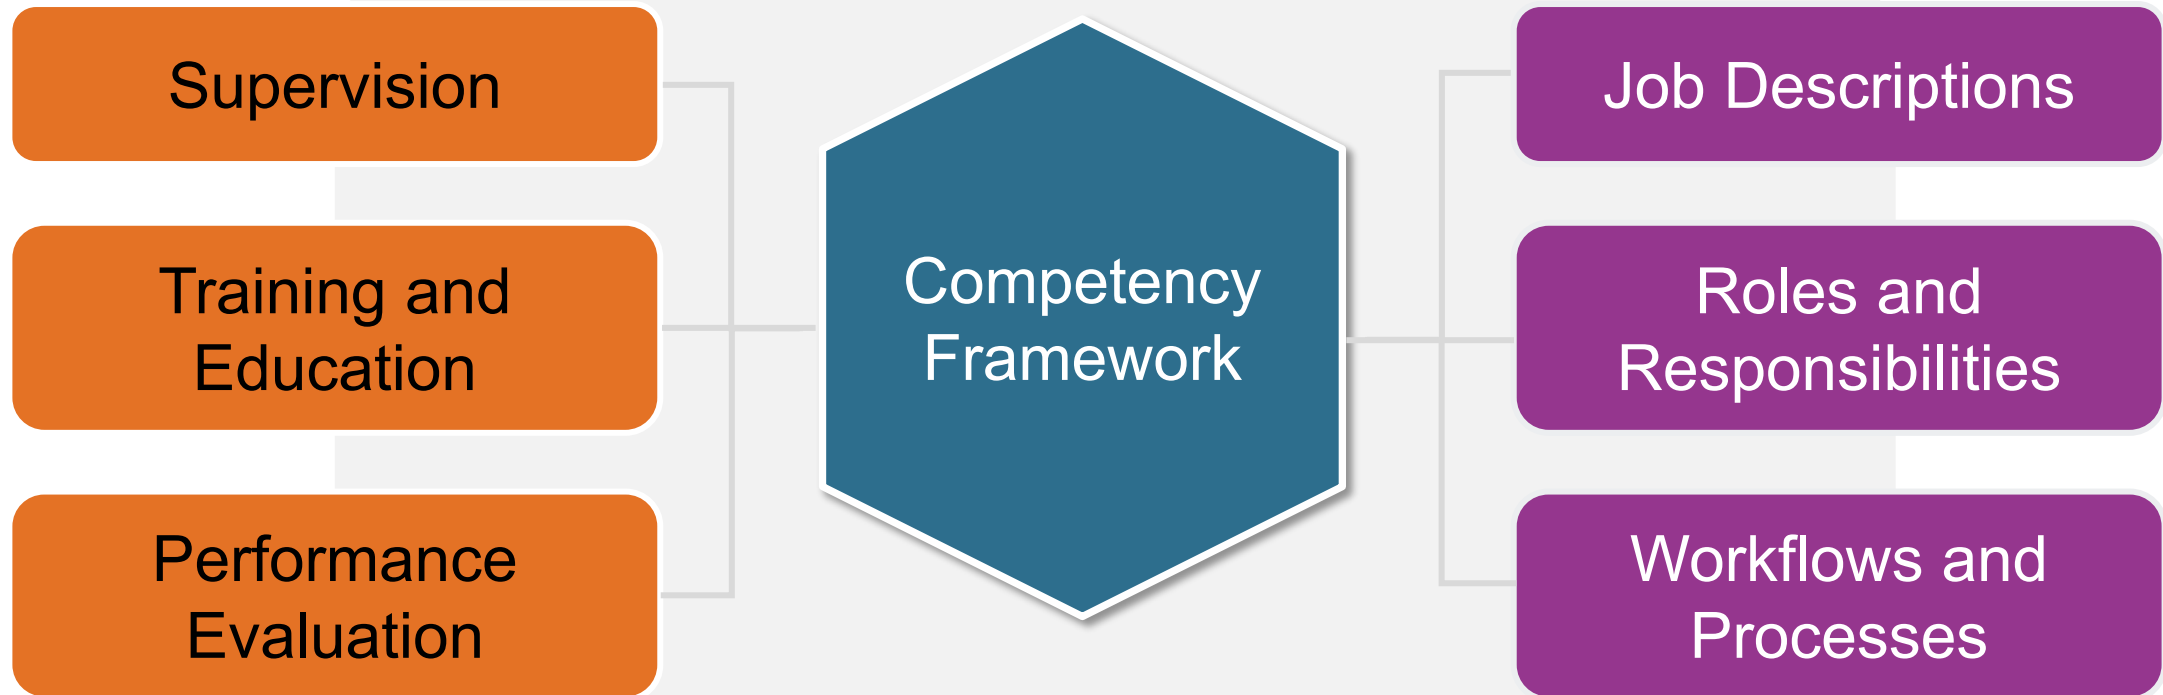 Supervision
Training and
Education
Performance
Evaluation
Competency
Framework
Job Descriptions
Roles and
Responsibilities
Workflows and
Processes